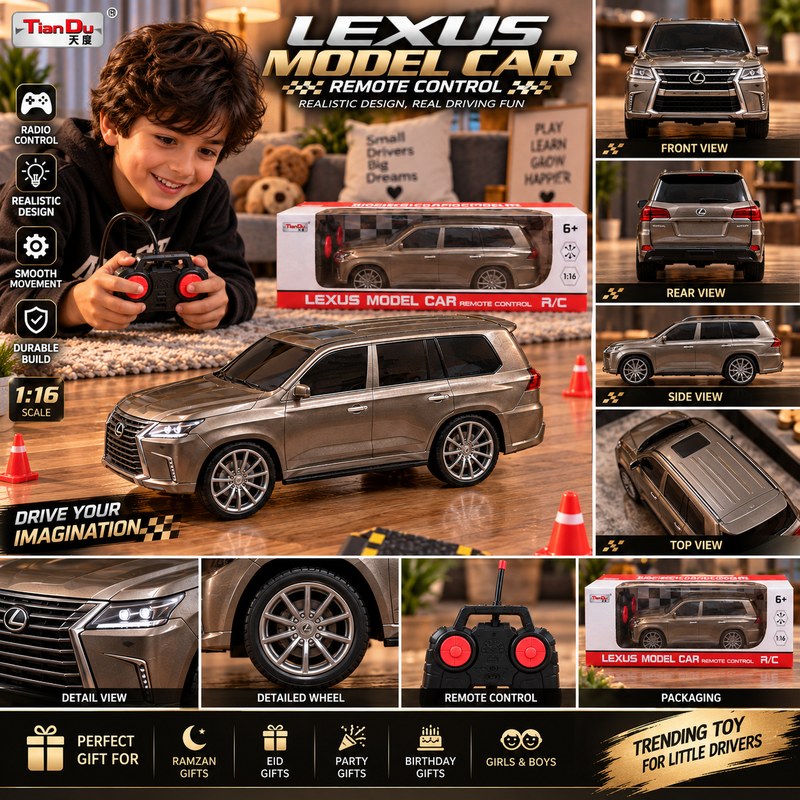 TianDu
天度
®
LEXUS
MODEL CAR
REMOTE CONTROL
REALISTIC DESIGN, REAL DRIVING FUN
RADIO
CONTROL
REALISTIC
DESIGN
SMOOTH
MOVEMENT
DURABLE
BUILD
1:16
SCALE
Small
Drivers
Big
Dreams
PLAY
LEARN
GROW
HAPPIER
TianDu
6+
1:16
LEXUS MODEL CAR REMOTE CONTROL R/C
DRIVE YOUR
IMAGINATION
FRONT VIEW
REAR VIEW
SIDE VIEW
TOP VIEW
DETAIL VIEW
DETAILED WHEEL
REMOTE CONTROL
TianDu
6+
1:16
LEXUS MODEL CAR REMOTE CONTROL R/C
PACKAGING
PERFECT
GIFT FOR
RAMZAN
GIFTS
EID
GIFTS
PARTY
GIFTS
BIRTHDAY
GIFTS
GIRLS & BOYS
TRENDING TOY
FOR LITTLE DRIVERS